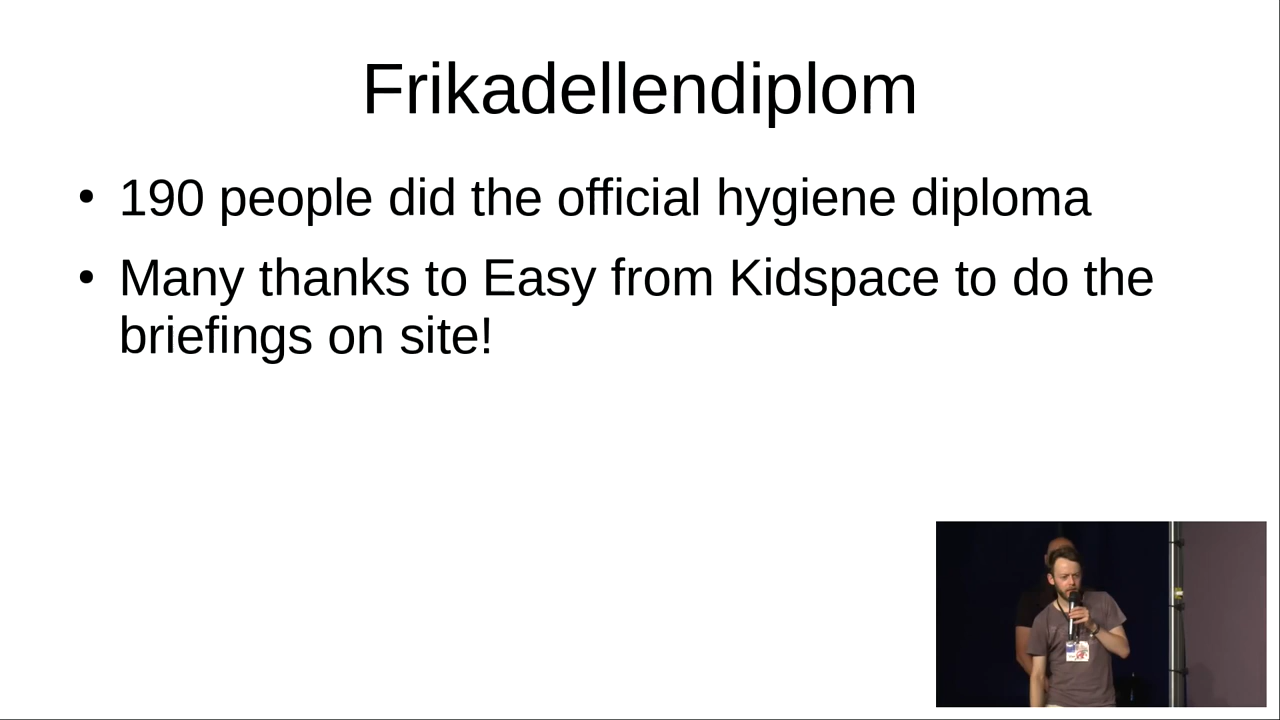 Frikadellendiplom
• 190 people did the official hygiene diploma
• Many thanks to Easy from Kidspace to do the
briefings on site!